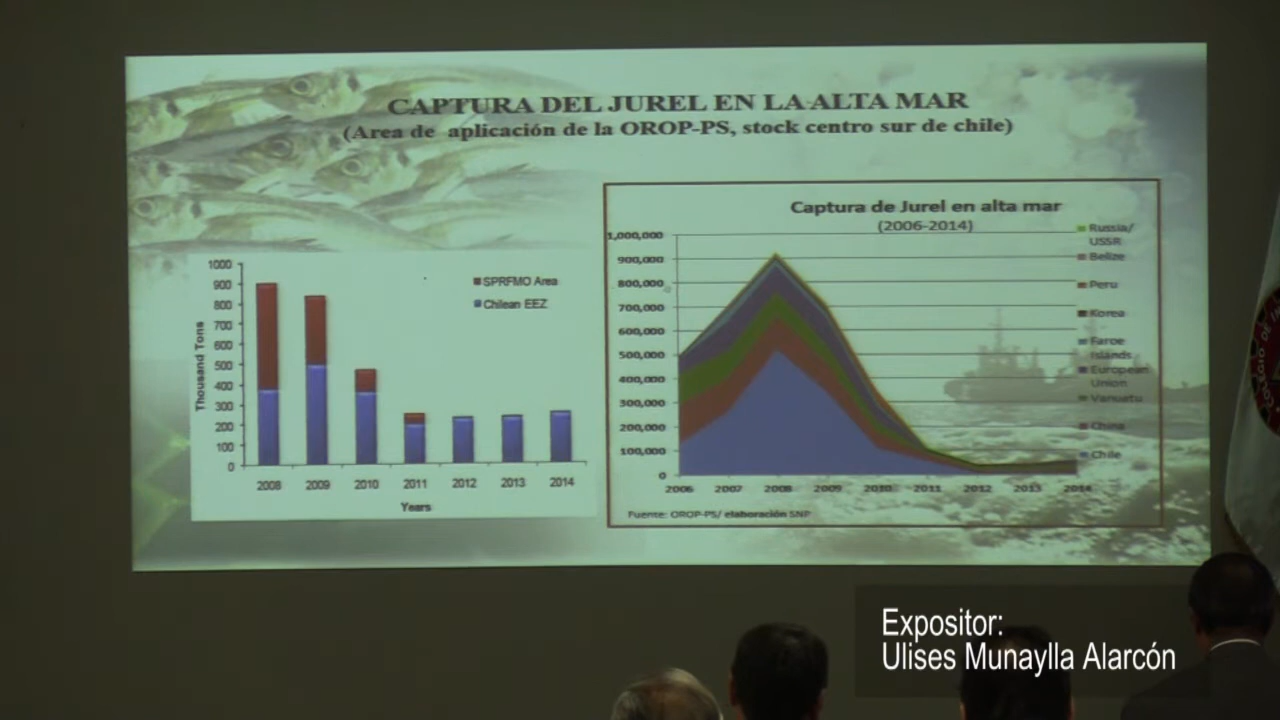 CAPTURA DEL JUREL EN LA ALTA MAR
(Area de aplicación de la OROP-PS, stock centro sur de chile)
1000
900
800
700
600
500
400
300
200
100
0
Thousand Tons
SPRFMO Area
Chilean EEZ
2008 2009 2010 2011 2012 2013 2014
Years
Captura de Jurel en alta mar
(2006-2014)
1,000,000
900,000
800,000
700,000
600,000
500,000
400,000
300,000
200,000
100,000
0
2006 2007 2008 2009 2010 2011 2012 2013 2014
Russia/
USSR
Belize
Peru
Korea
Faroe
Islands
European
Union
Vanuatu
China
Chile
Fuente: OROP-PS/ elaboración SNP
Expositor:
Ulises Munaylla Alarcón